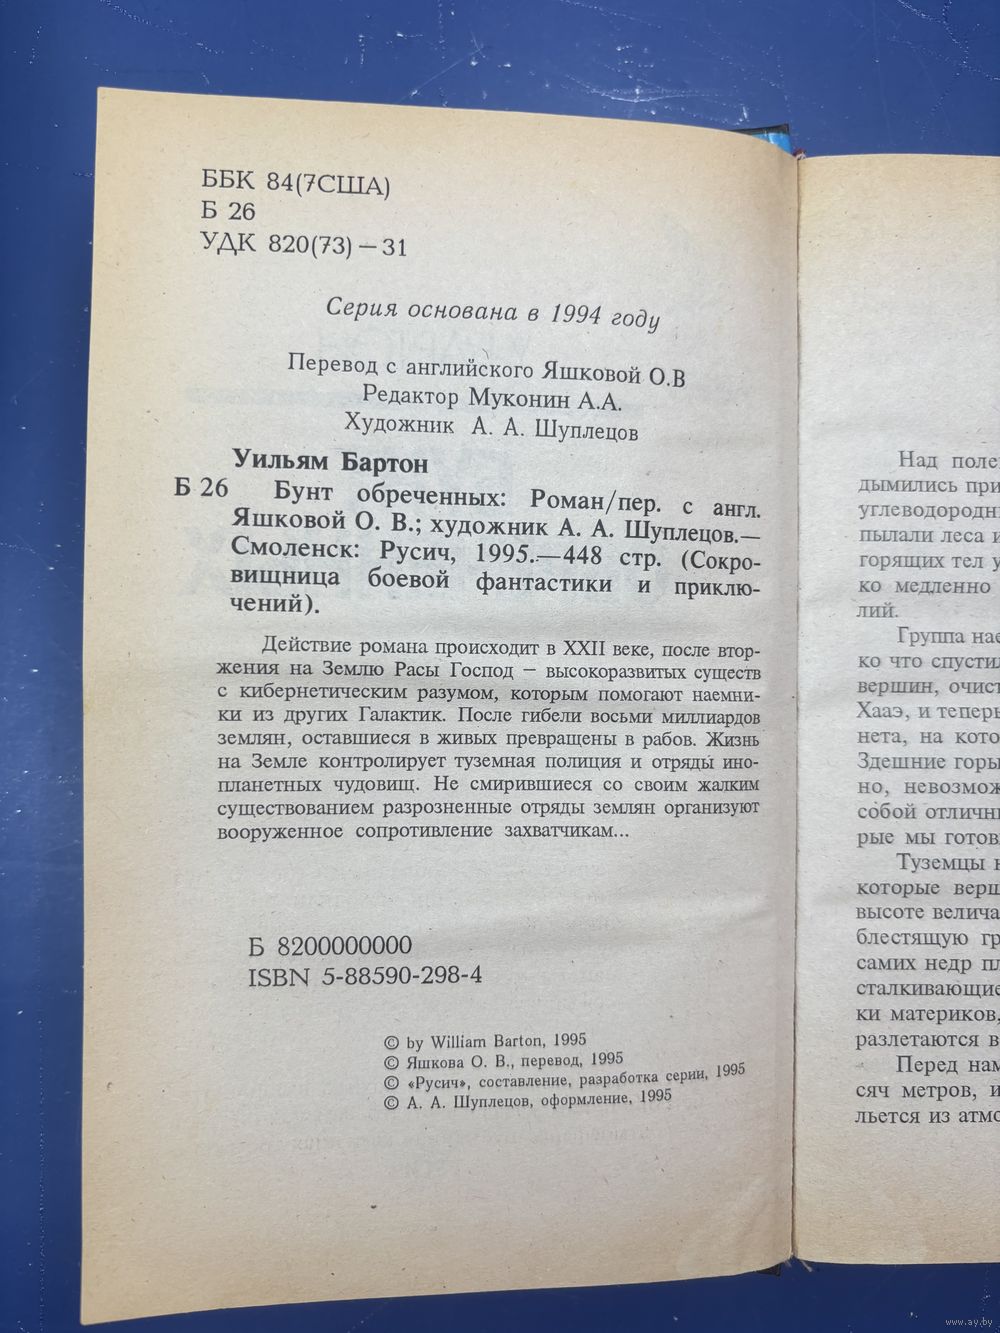 ББК 84(7США)
Б 26
УДК 820(73)—31
Серия основана в 1994 году
Перевод с английского Яшковой О.В
Редактор Муконин А.А.
Художник А. А. Шуплецов
Уильям Бартон
Б 26 Бунт обреченных: Роман/пер. с англ.
Яшковой О. В.; художник А. А. Шуплецов.—
Смоленск: Русич, 1995.—448 стр. (Сокро-
вищница боевой фантастики и приклю-
чений).
Действие романа происходит в XXII веке, после втор-
жения на Землю Расы Господ – высокоразвитых существ
с кибернетическим разумом, которым помогают наемни-
ки из других Галактик. После гибели восьми миллиардов
землян, оставшиеся в живых превращены в рабов. Жизнь
на Земле контролирует туземная полиция и отряды ино-
планетных чудовищ. Не смирившиеся со своим жалким
существованием разрозненные отряды землян организуют
вооруженное сопротивление захватчикам...
Б 8200000000
ISBN 5-88590-298-4
© by William Barton, 1995
© Яшкова О. В., перевод, 1995
© «Русич», составление, разработка серии, 1995
© А. А. Шуплецов, оформление, 1995
Над поле
дымились при
углеводородн
пылали леса и
горящих тел у
ко медленно
лий.
Группа нае
ко что спустил
вершин, очист
Хааэ, и теперь
нета, на кото
Здешние горы
но, невозмож
собой отличн
рые мы готов
Туземцы н
которые верш
высоте велича
блестящую гр
самих недр пл
сталкивающие
ки материков,
разлетаются в
Перед нам
сяч метров, и
льется из атмо
www.ay.by